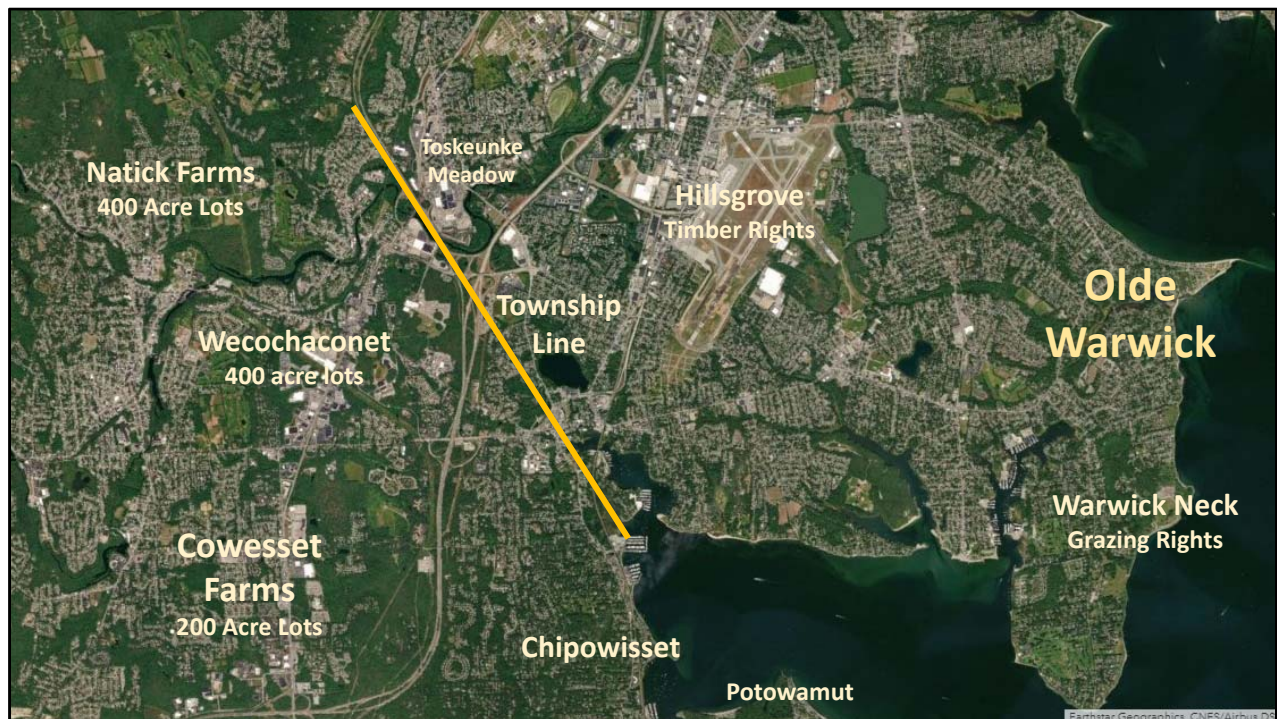 Toskeunke
Meadow
Natick Farms
400 Acre Lots
Hillsgrove
Timber Rights
Olde
Warwick
Township
Line
Wecochaconet
400 acre lots
Warwick Neck
Grazing Rights
Cowesset
Farms
.200 Acre Lots
Chipowisset
Potowamut
Earthstar Geographics, CNES/Airbus DS